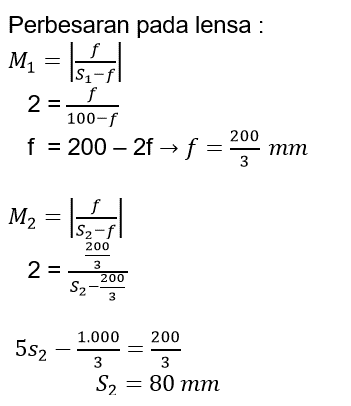 Perbesaran pada lensa :
M₁ = |f/(S₁−f)|
2 = f/(100−f)
f = 200 – 2f → f = 200/3 mm
M₂ = |f/(S₂−f)|
2 = (200/3)/(S₂−200/3)
5s₂ − 1.000/3 = 200/3
S₂ = 80 mm